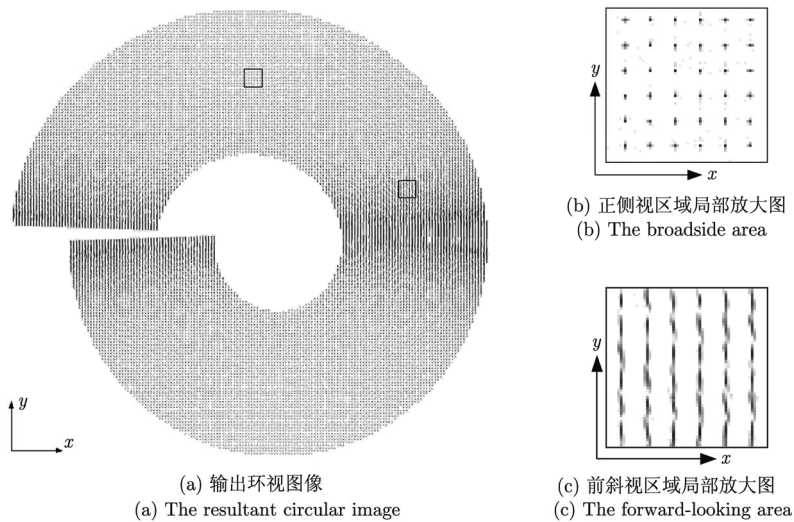 y
x
(a) 输出环视图像
(a) The resultant circular image
y
x
(b) 正侧视区域局部放大图
(b) The broadside area
y
x
(c) 前斜视区域局部放大图
(c) The forward-looking area